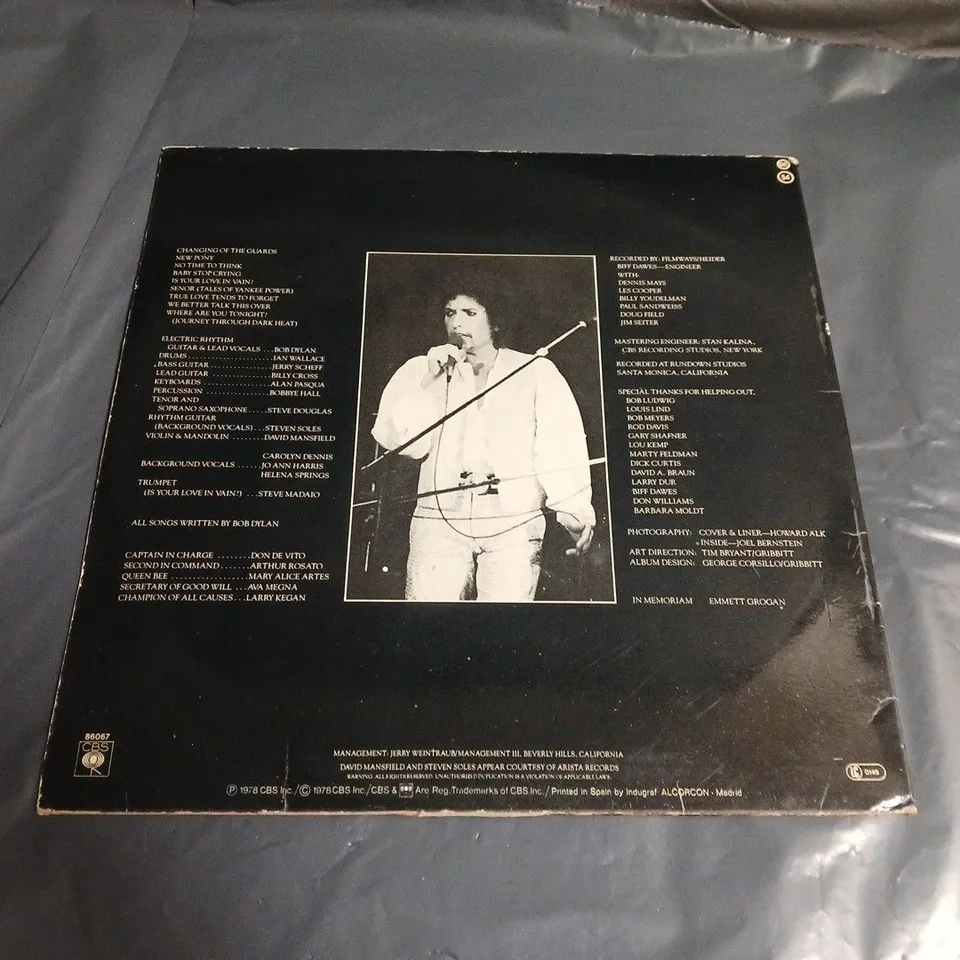 CHANGING OF THE GUARDS
NEW PONY
NO TIME TO THINK
BABY STOP CRYING
IS YOUR LOVE IN VAIN?
SEÑOR (TALES OF YANKEE POWER)
TRUE LOVE TENDS TO FORGET
WE BETTER TALK THIS OVER
WHERE ARE YOU TONIGHT?
(JOURNEY THROUGH DARK HEAT)
ELECTRIC RHYTHM
GUITAR & LEAD VOCALS ...BOB DYLAN
DRUMS....................IAN WALLACE
BASS GUITAR...............JERRY SCHEFF
LEAD GUITAR...............BILLY CROSS
KEYBOARDS................ALAN PASQUA
PERCUSSION...............BOBBYE HALL
TENOR AND
SOPRANO SAXOPHONE.....STEVE DOUGLAS
RHYTHM GUITAR
(BACKGROUND VOCALS)...STEVEN SOLES
VIOLIN & MANDOLIN ........DAVID MANSFIELD
CAROLYN DENNIS
BACKGROUND VOCALS .....JO ANN HARRIS
HELENA SPRINGS
TRUMPET
(IS YOUR LOVE IN VAIN?) ...STEVE MADAIO
ALL SONGS WRITTEN BY BOB DYLAN
CAPTAIN IN CHARGE ........DON DE VITO
SECOND IN COMMAND.......ARTHUR ROSATO
QUEEN BEE .................MARY ALICE ARTES
SECRETARY OF GOOD WILL ...AVA MEGNA
CHAMPION OF ALL CAUSES...LARRY KEGAN
RECORDED BY: FILMWAYS/HEIDER
BIFF DAWES—ENGINEER
WITH:
DENNIS MAYS
LES COOPER
BILLY YOUDELMAN
PAUL SANDWEISS
DOUG FIELD
JIM SEITER
MASTERING ENGINEER: STAN KALINA,
CBS RECORDING STUDIOS, NEW YORK
RECORDED AT RUNDOWN STUDIOS
SANTA MONICA, CALIFORNIA
SPECIAL THANKS FOR HELPING OUT,
BOB LUDWIG
LOUIS LIND
BOB MEYERS
ROD DAVIS
GARY SHAFNER
LOU KEMP
MARTY FELDMAN
DICK CURTIS
DAVID A. BRAUN
LARRY DUR
BIFF DAWES
DON WILLIAMS
BARBARA MOLDT
PHOTOGRAPHY: COVER & LINER—HOWARD ALK
INSIDE—JOEL BERNSTEIN
ART DIRECTION: TIM BRYANT/GRIBBITT
ALBUM DESIGN: GEORGE CORSILLO/GRIBBITT
IN MEMORIAM EMMETT GROGAN
86067
CBS
MANAGEMENT: JERRY WEINTRAUB/MANAGEMENT III, BEVERLY HILLS, CALIFORNIA
DAVID MANSFIELD AND STEVEN SOLES APPEAR COURTESY OF ARISTA RECORDS
WARNING. ALL RIGHTS RESERVED. UNAUTHORIZED DUPLICATION IS A VIOLATION OF APPLICABLE LAWS.
Ⓟ 1978 CBS Inc./Ⓒ 1978 CBS Inc./CBS & Are Reg. Trademarks of CBS Inc./Printed in Spain by Indugraf ALCORCON - Madrid